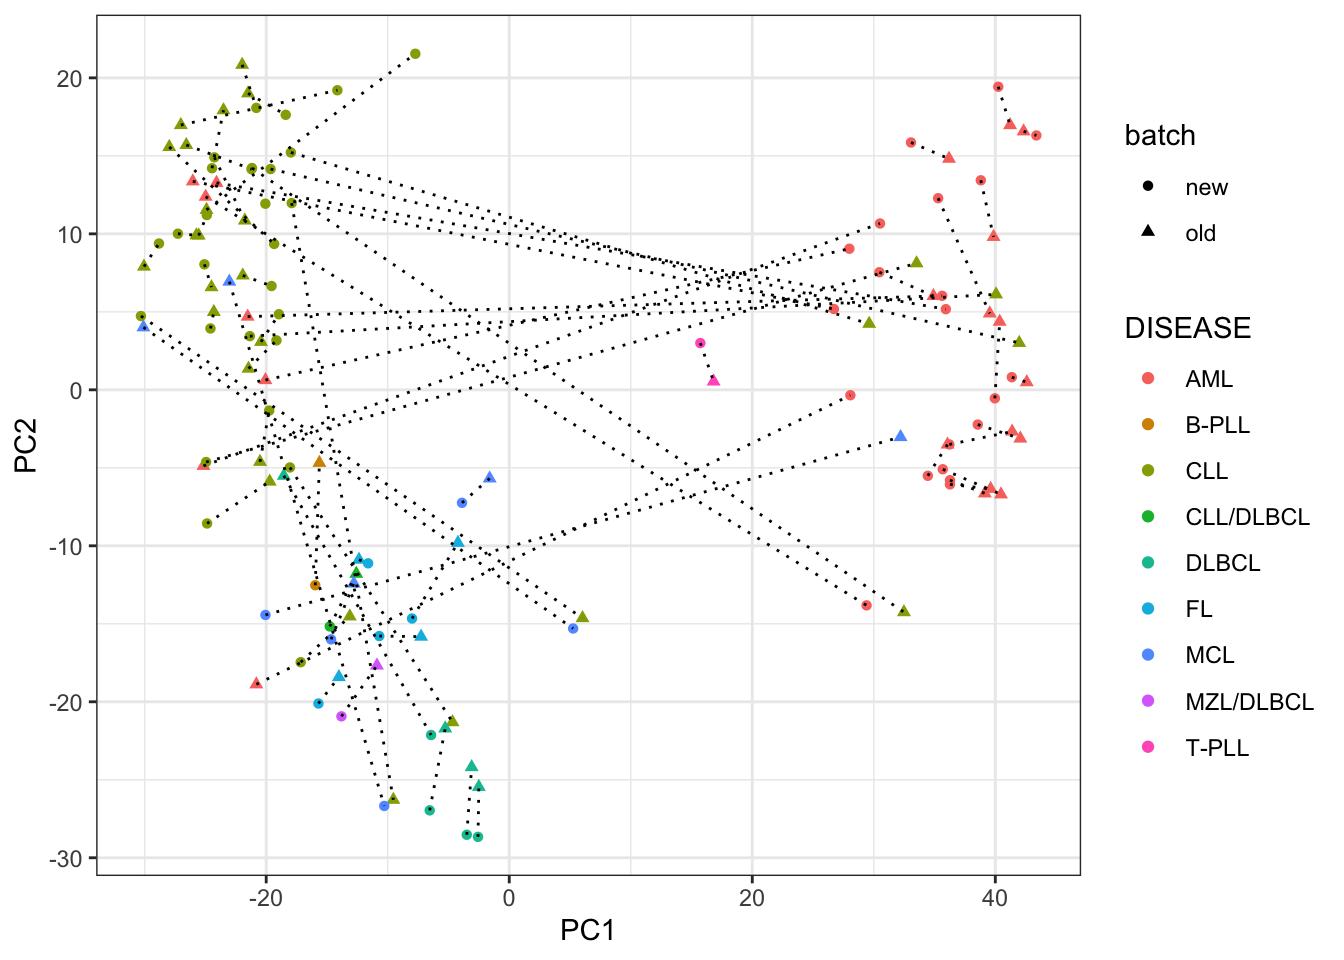 20
10
0
-10
-20
-30
PC2
-20
0
20
40
PC1
batch
new
old
DISEASE
AML
B-PLL
CLL
CLL/DLBCL
DLBCL
FL
MCL
MZL/DLBCL
T-PLL